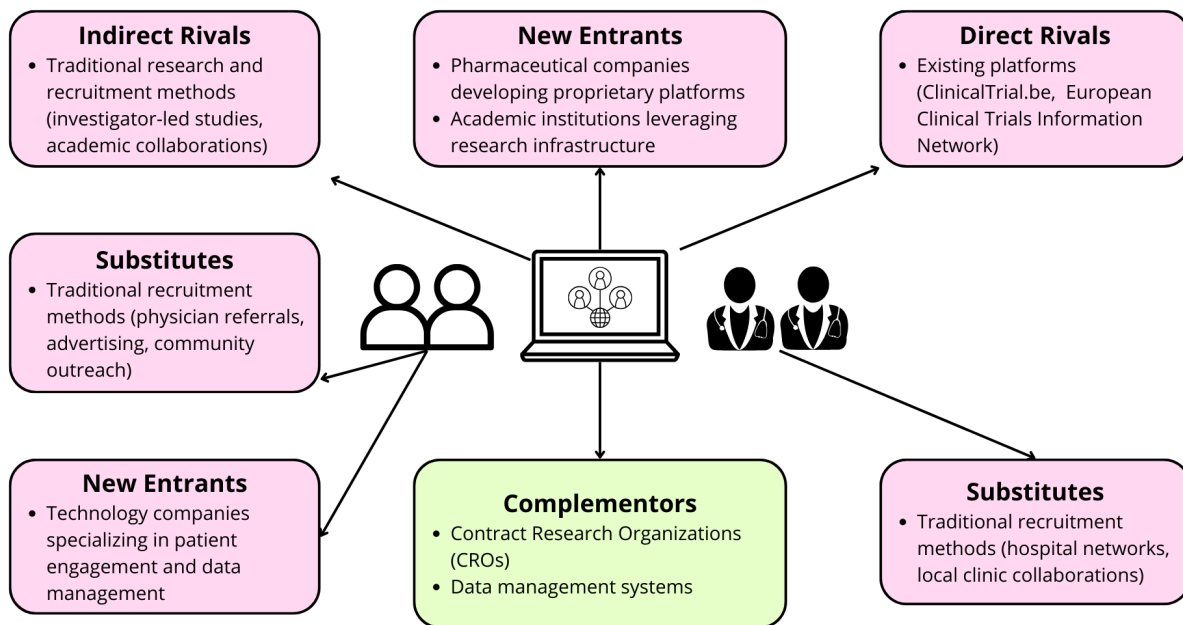 Indirect Rivals
• Traditional research and
recruitment methods
(investigator-led studies,
academic collaborations)
New Entrants
• Pharmaceutical companies
developing proprietary platforms
• Academic institutions leveraging
research infrastructure
Direct Rivals
• Existing platforms
(ClinicalTrial.be, European
Clinical Trials Information
Network)
Substitutes
• Traditional recruitment
methods (physician referrals,
advertising, community
outreach)
New Entrants
• Technology companies
specializing in patient
engagement and data
management
Complementors
• Contract Research Organizations
(CROs)
• Data management systems
Substitutes
• Traditional recruitment
methods (hospital networks,
local clinic collaborations)